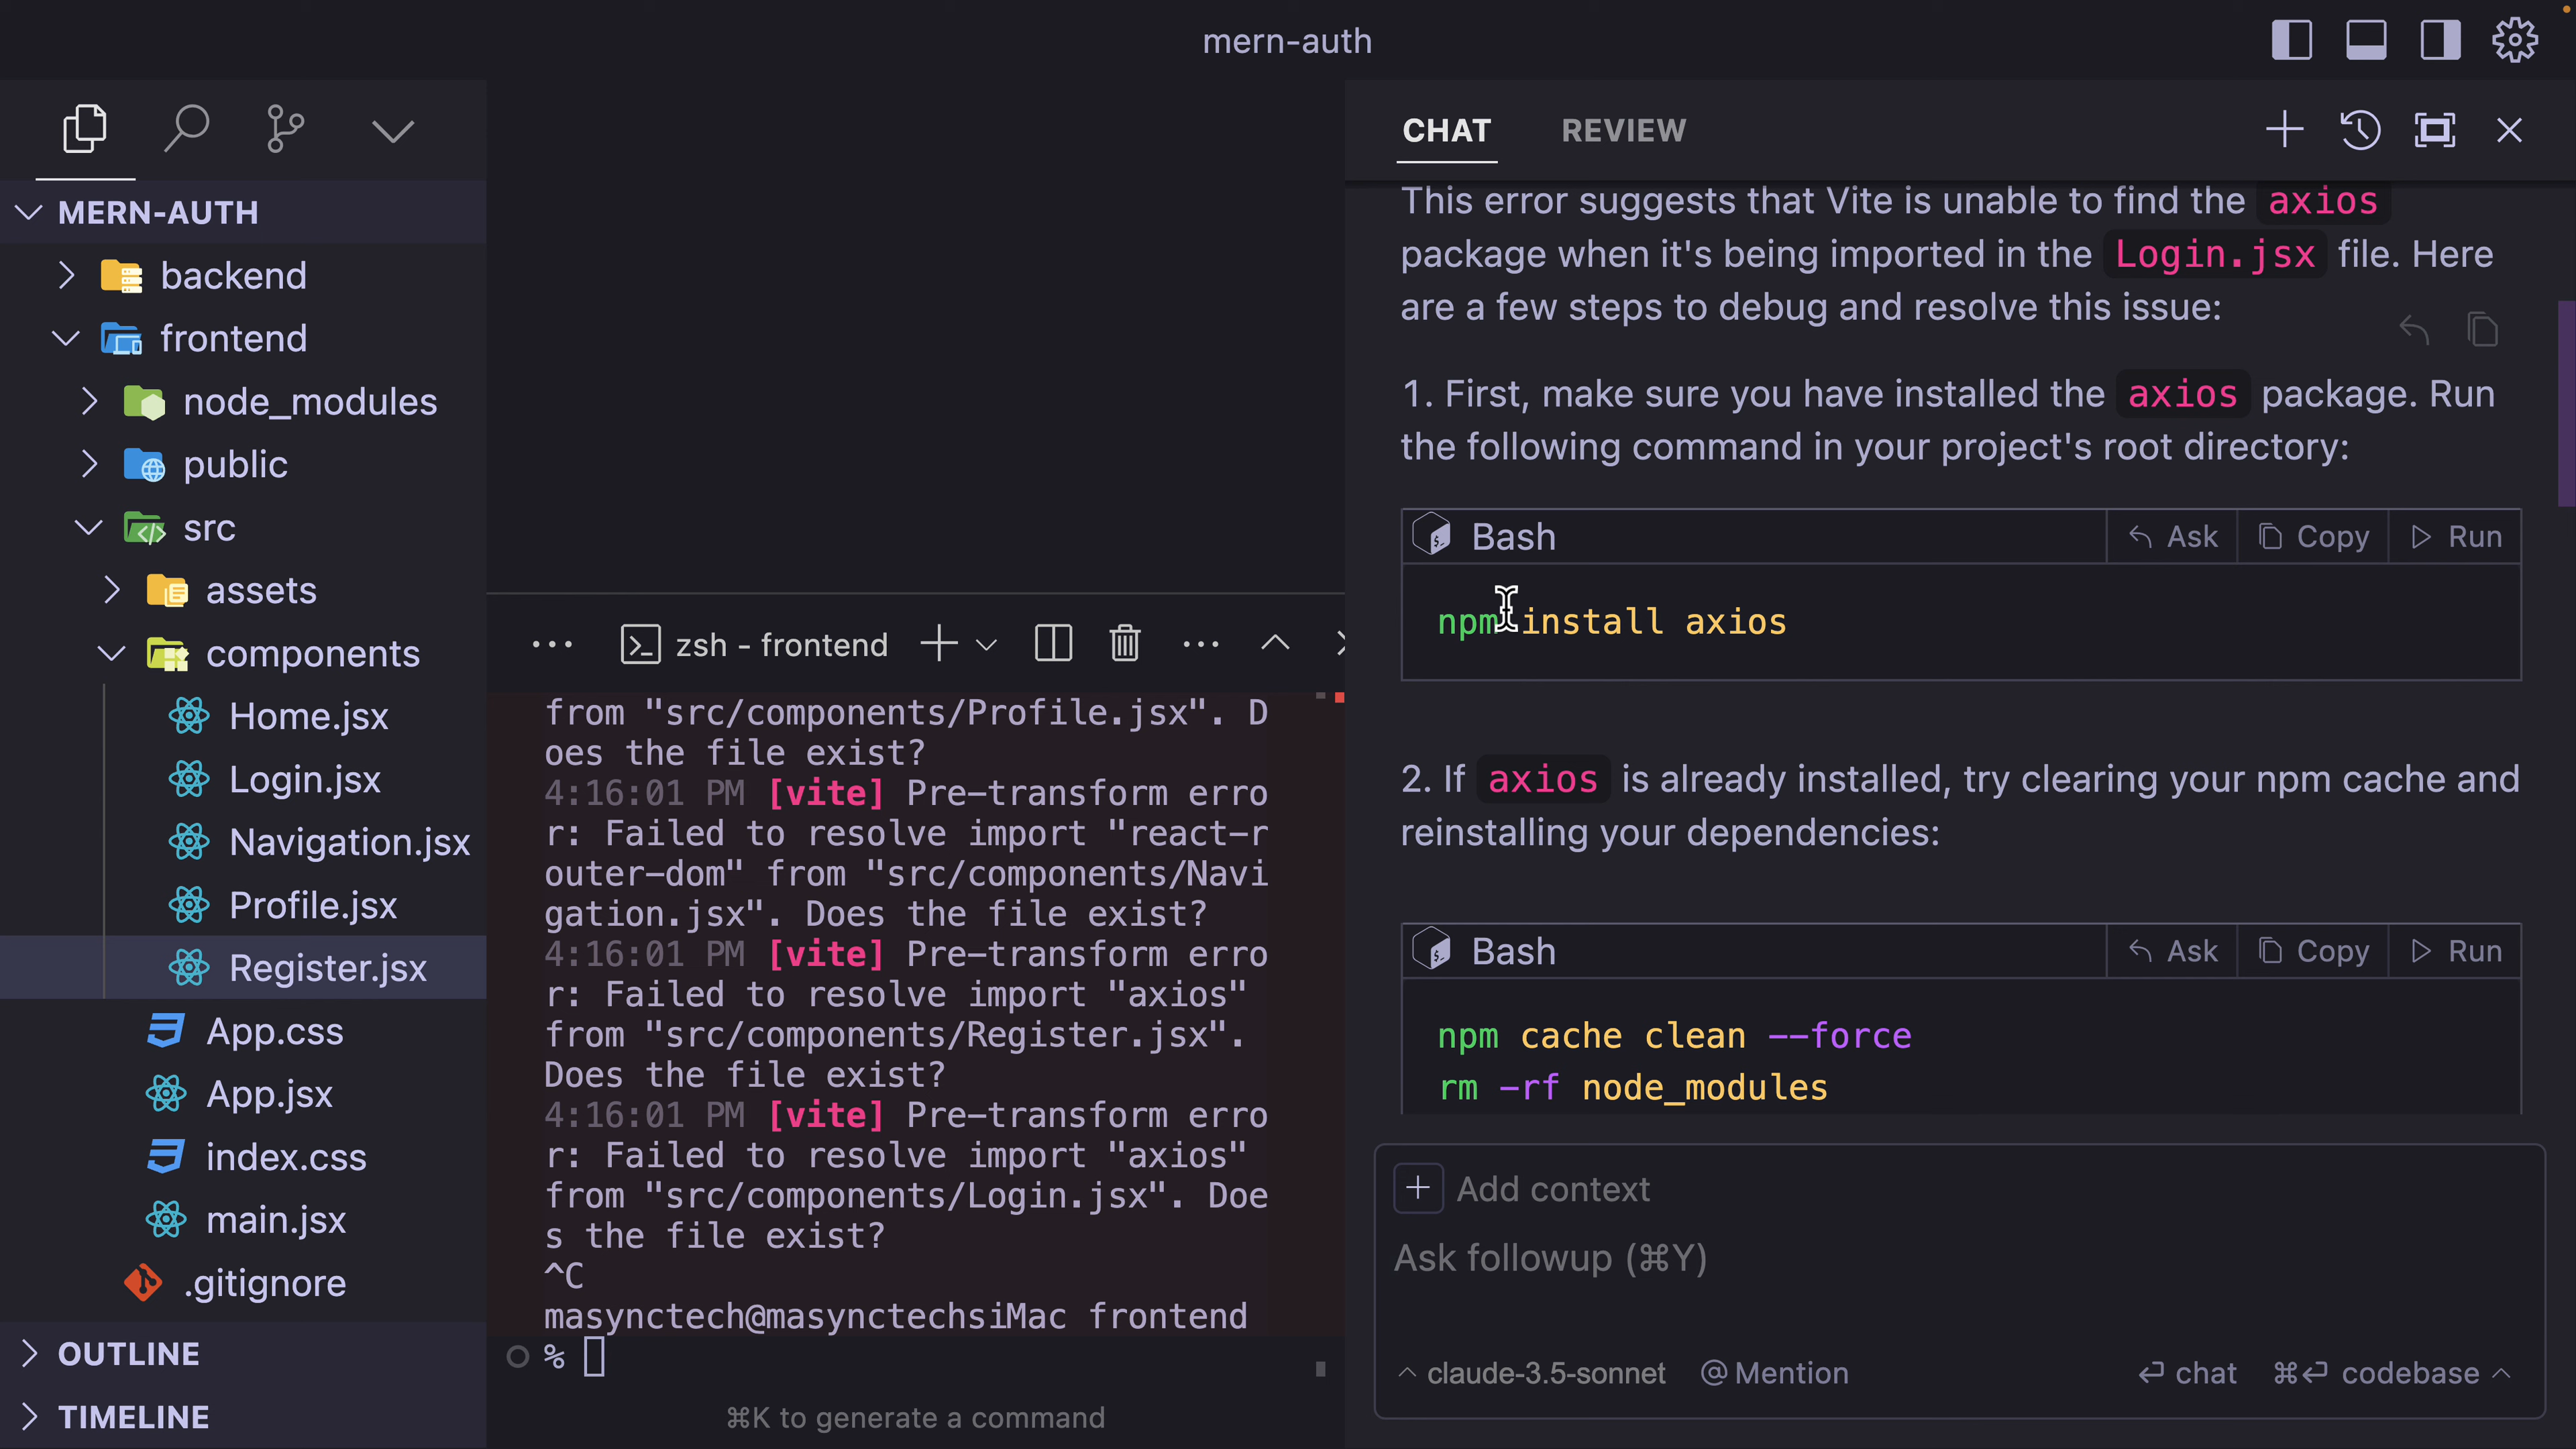 mern-auth
MERN-AUTH
backend
frontend
node_modules
public
src
assets
components
Home.jsx
Login.jsx
Navigation.jsx
Profile.jsx
Register.jsx
App.css
App.jsx
index.css
main.jsx
.gitignore
OUTLINE
TIMELINE
zsh - frontend
from "src/components/Profile.jsx". D
oes the file exist?
4:16:01 PM [vite] Pre-transform erro
r: Failed to resolve import "react-r
outer-dom" from "src/components/Navi
gation.jsx". Does the file exist?
4:16:01 PM [vite] Pre-transform erro
r: Failed to resolve import "axios"
from "src/components/Register.jsx".
Does the file exist?
4:16:01 PM [vite] Pre-transform erro
r: Failed to resolve import "axios"
from "src/components/Login.jsx". Doe
s the file exist?
^C
masynctech@masynctechsiMac frontend
%
⌘K to generate a command
CHAT REVIEW
This error suggests that Vite is unable to find the axios
package when it's being imported in the Login.jsx file. Here
are a few steps to debug and resolve this issue:
1. First, make sure you have installed the axios package. Run
the following command in your project's root directory:
Bash Ask Copy Run
npm install axios
2. If axios is already installed, try clearing your npm cache and
reinstalling your dependencies:
Bash Ask Copy Run
npm cache clean --force
rm -rf node_modules
Add context
Ask followup (⌘Y)
claude-3.5-sonnet @ Mention chat ⌘⏎ codebase